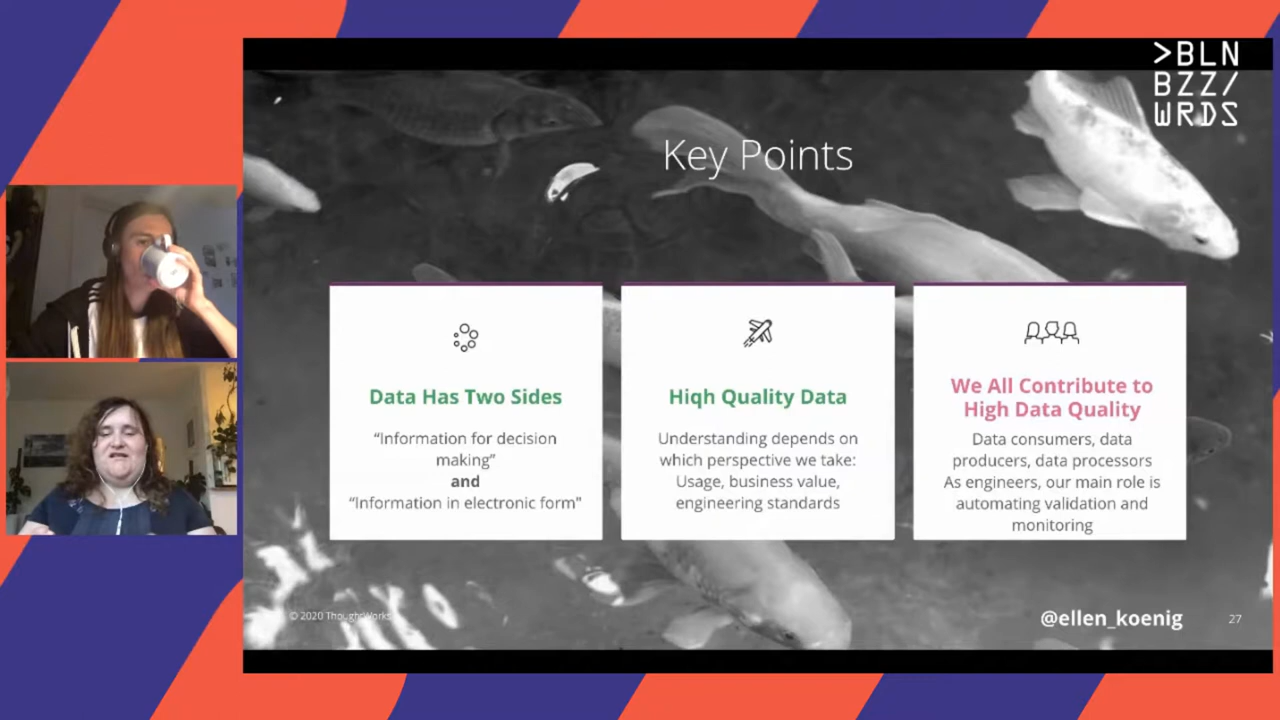 >BLN
BZZ/
WRDS
Key Points
Data Has Two Sides
“Information for decision
making”
and
“Information in electronic form”
High Quality Data
Understanding depends on
which perspective we take:
Usage, business value,
engineering standards
We All Contribute to
High Data Quality
Data consumers, data
producers, data processors
As engineers, our main role is
automating validation and
monitoring
© 2020 ThoughtWorks
@ellen_koenig
27